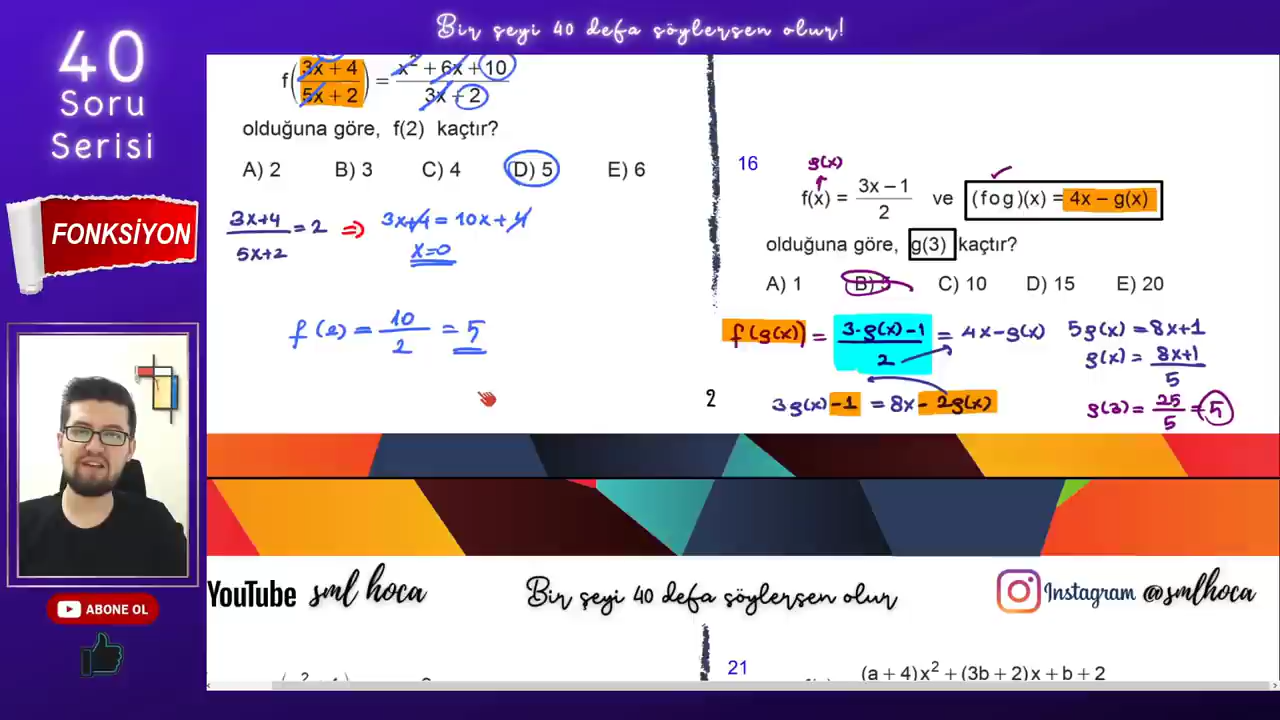 Bir şeyi 40 defa söylersen olur!
40
Soru
Serisi
FONKSİYON
ABONE OL
f(3x + 4 / 5x + 2) = x² + 6x + 10 / 3x + 2
olduğuna göre, f(2) kaçtır?
A) 2 B) 3 C) 4 D) 5 E) 6
3x+4 / 5x+2 = 2 ⇒ 3x+4 = 10x+4
x=0
f(2) = 10 / 2 = 5
16
g(x)
f(x) = 3x − 1 / 2 ve (fog)(x) = 4x − g(x)
olduğuna göre, g(3) kaçtır?
A) 1 B) 5 C) 10 D) 15 E) 20
f(g(x)) = 3·g(x)-1 / 2 = 4x-g(x)
3g(x)-1 = 8x-2g(x)
5g(x) = 8x+1
g(x) = 8x+1 / 5
g(3) = 25 / 5 = 5
2
YouTube sml hoca
Bir şeyi 40 defa söylersen olur
Instagram @smlhoca
21
(a + 4)x² + (3b + 2)x + b + 2